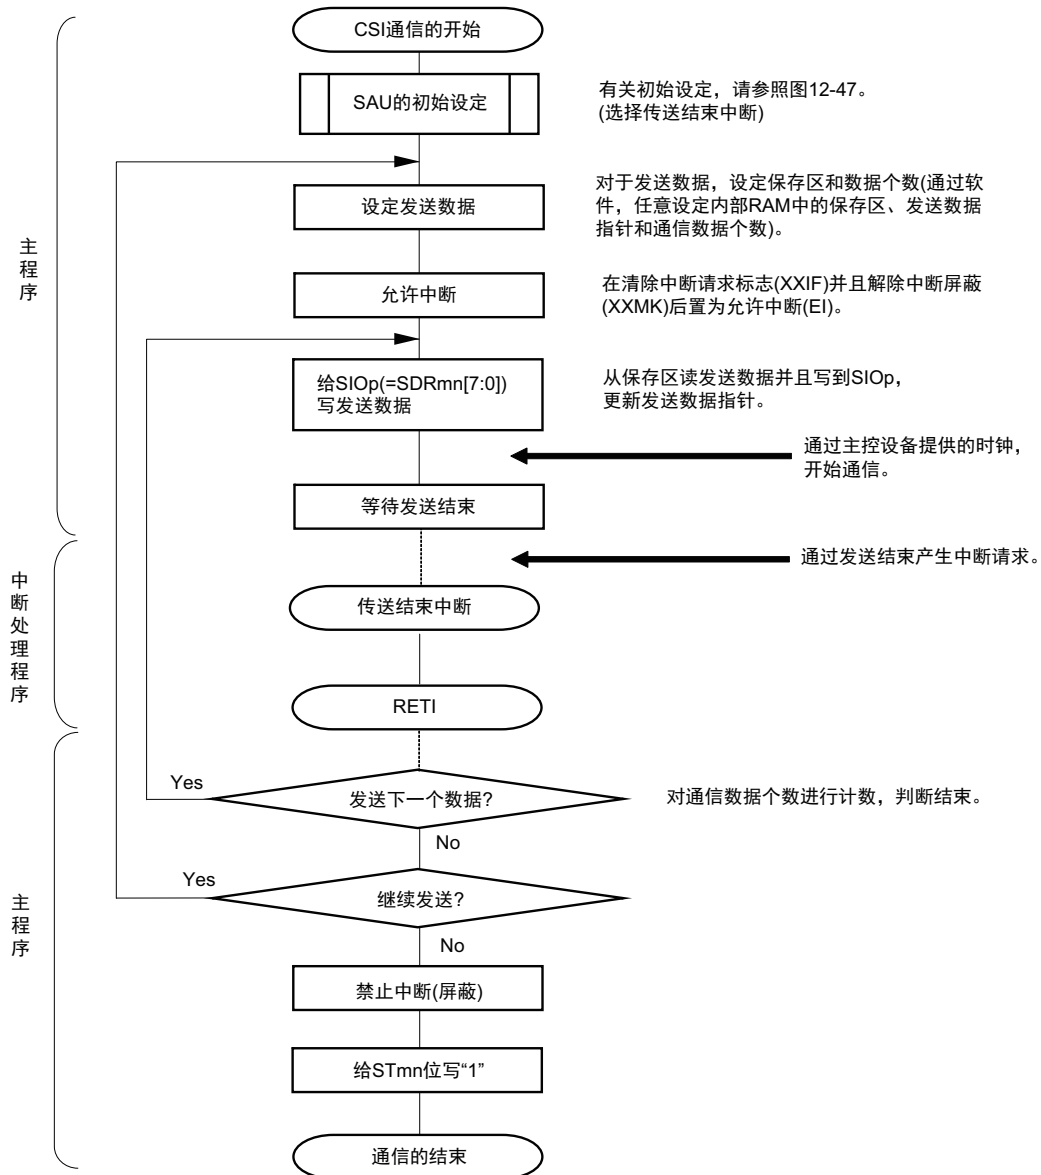 CSI通信的开始
SAU的初始设定
有关初始设定，请参照图12-47。
(选择传送结束中断)
设定发送数据
对于发送数据，设定保存区和数据个数(通过软
件，任意设定内部RAM中的保存区、发送数据
指针和通信数据个数)。
主程序
允许中断
在清除中断请求标志(XXIF)并且解除中断屏蔽
(XXMK)后置为允许中断(EI)。
给SIOp(=SDRmn[7:0])
写发送数据
从保存区读发送数据并且写到SIOp，
更新发送数据指针。
通过主控设备提供的时钟，
开始通信。
等待发送结束
通过发送结束产生中断请求。
中断处理程序
传送结束中断
RETI
Yes
发送下一个数据?
对通信数据个数进行计数，判断结束。
No
Yes
继续发送?
主程序
No
禁止中断(屏蔽)
给STmn位写“1”
通信的结束